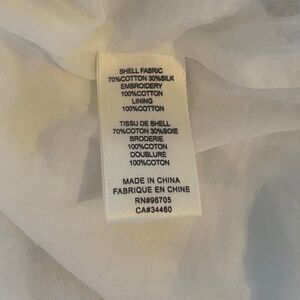 SHELL FABRIC
70%COTTON 30%SILK
EMBROIDERY
100%COTTON
LINING
100%COTTON
TISSU DE SHELL
70%COTON 30%SOIE
BRODERIE
100%COTON
DOUBLURE
100%COTON
MADE IN CHINA
FABRIQUE EN CHINE
RN#96705
CA#34460